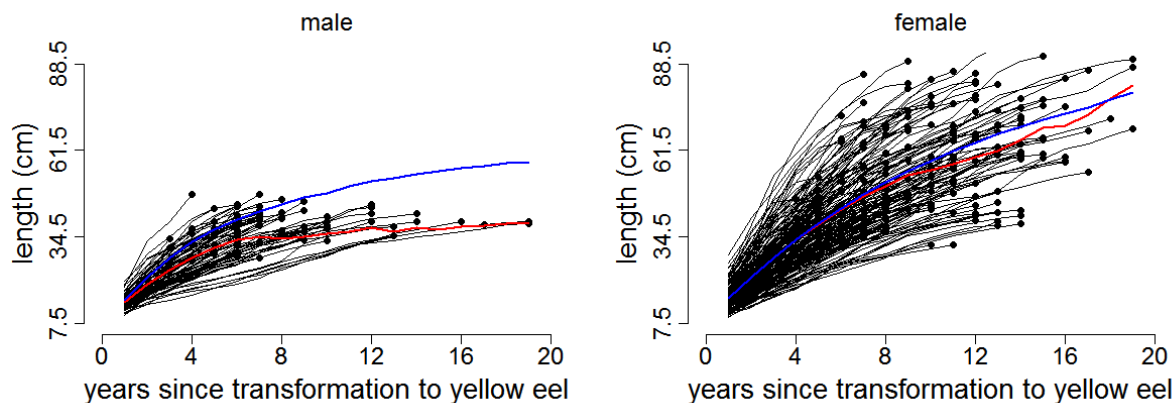 male
88.5
61.5
34.5
7.5
length (cm)
0 4 8 12 16 20
years since transformation to yellow eel
female
88.5
61.5
34.5
7.5
length (cm)
0 4 8 12 16 20
years since transformation to yellow eel